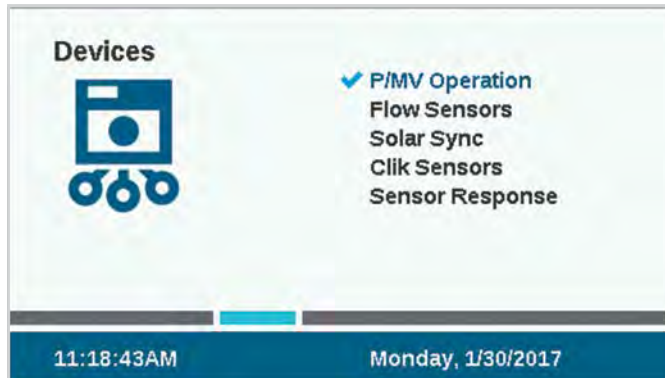 Devices
P/MV Operation
Flow Sensors
Solar Sync
Clik Sensors
Sensor Response
11:18:43AM
Monday, 1/30/2017